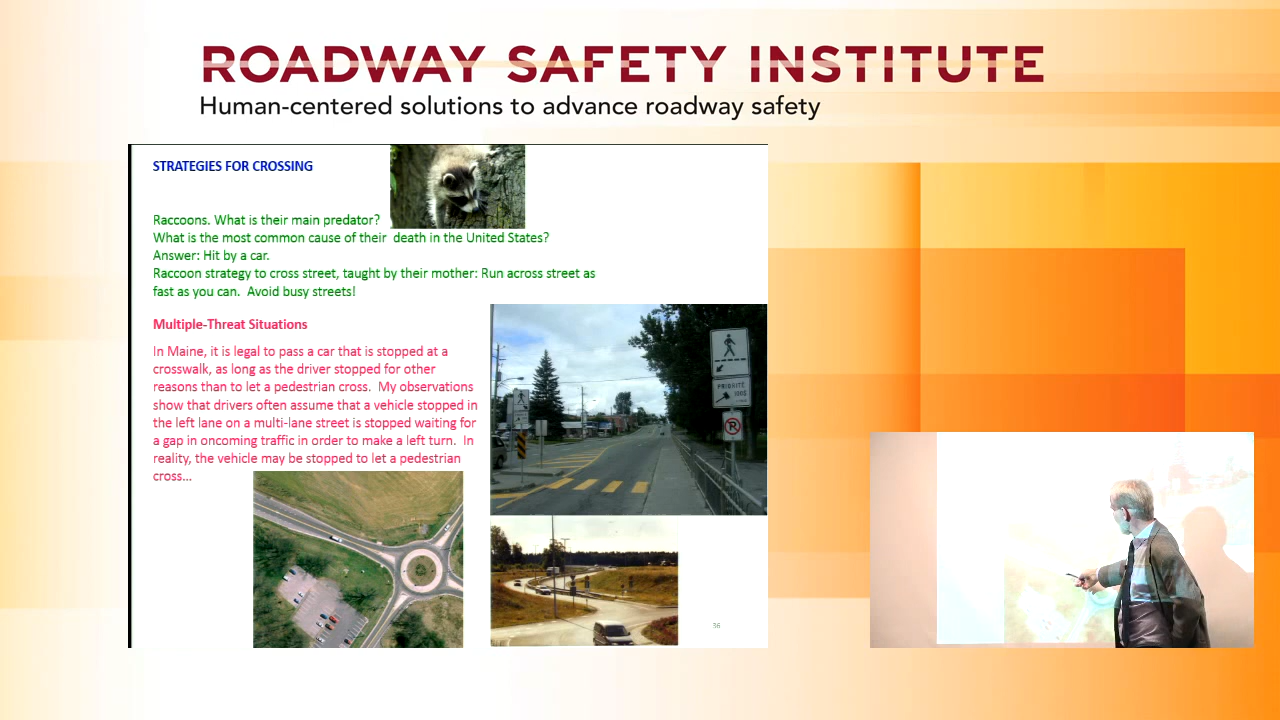 ROADWAY SAFETY INSTITUTE
Human-centered solutions to advance roadway safety
STRATEGIES FOR CROSSING
Raccoons. What is their main predator?
What is the most common cause of their  death in the United States?
Answer: Hit by a car.
Raccoon strategy to cross street, taught by their mother: Run across street as
fast as you can.  Avoid busy streets!
Multiple-Threat Situations
In Maine, it is legal to pass a car that is stopped at a
crosswalk, as long as the driver stopped for other
reasons than to let a pedestrian cross.  My observations
show that drivers often assume that a vehicle stopped in
the left lane on a multi-lane street is stopped waiting for
a gap in oncoming traffic in order to make a left turn.  In
reality, the vehicle may be stopped to let a pedestrian
cross...
PRIORITE
36